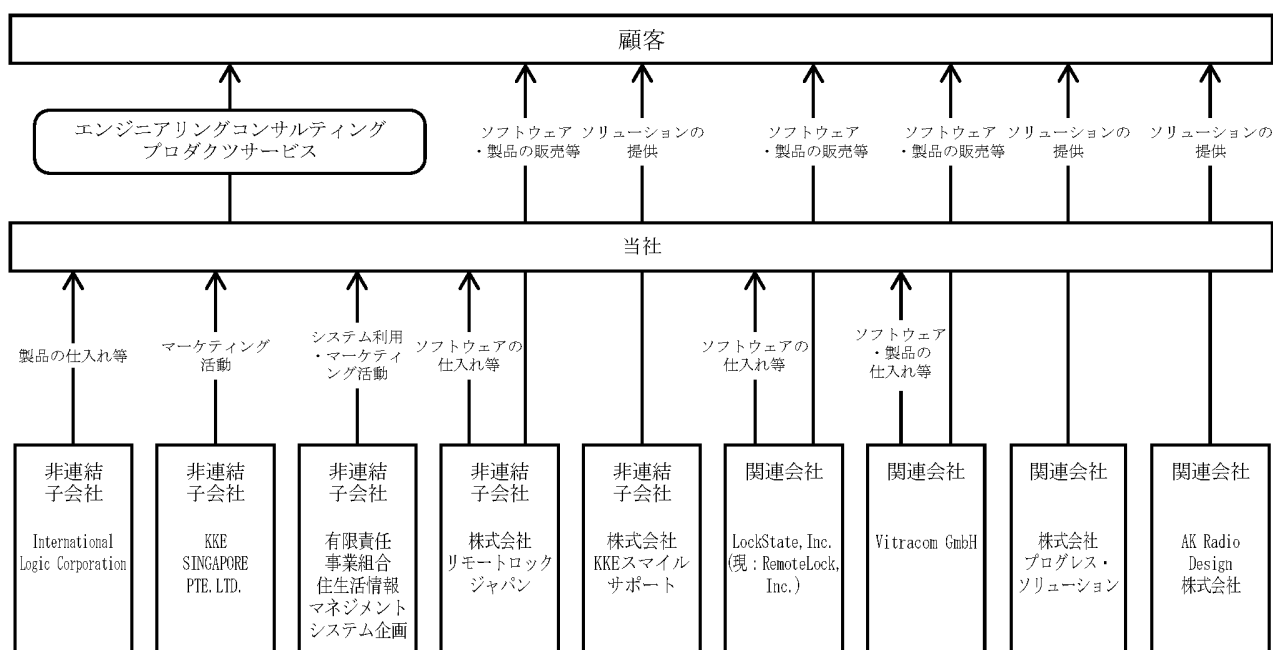 顧客
エンジニアリングコンサルティング
プロダクツサービス
ソフトウェア
・製品の販売等
ソリューションの
提供
ソフトウェア
・製品の販売等
ソフトウェア
・製品の販売等
ソリューションの
提供
ソリューションの
提供
当社
製品の仕入れ等
マーケティング
活動
システム利用
・マーケティ
ング活動
ソフトウェアの
仕入れ等
ソフトウェアの
仕入れ等
ソフトウェア
・製品の
仕入れ等
非連結
子会社
International
Logic Corporation
非連結
子会社
KKE
SINGAPORE
PTE.LTD.
非連結
子会社
有限責任
事業組合
住生活情報
マネジメント
システム企画
非連結
子会社
株式会社
リモートロック
ジャパン
非連結
子会社
株式会社
KKEスマイル
サポート
関連会社
LockState,Inc.
(現：RemoteLock,
Inc.)
関連会社
Vitracom GmbH
関連会社
株式会社
プログレス・
ソリューション
関連会社
AK Radio
Design
株式会社